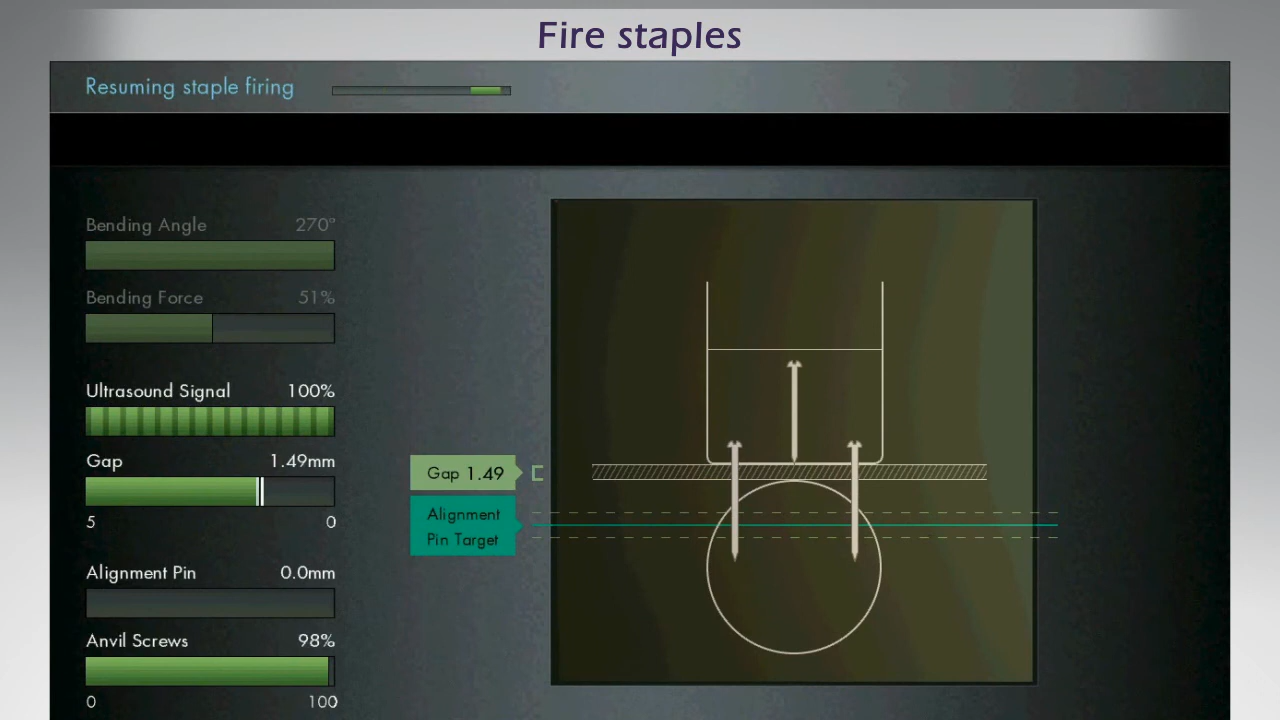 Fire staples
Resuming staple firing
Bending Angle 270°
Bending Force 51%
Ultrasound Signal 100%
Gap 1.49mm
5 0
Gap 1.49
Alignment
Pin Target
Alignment Pin 0.0mm
Anvil Screws 98%
0 100